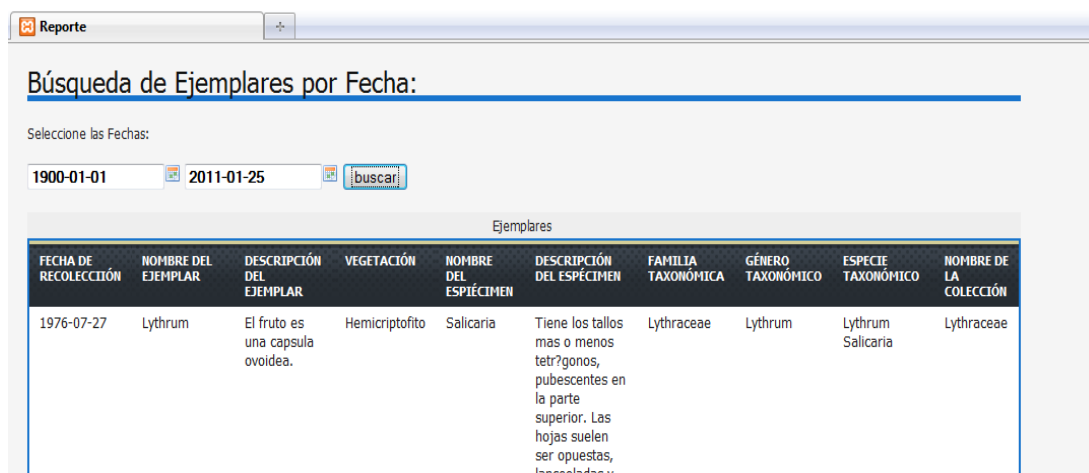 Reporte
Búsqueda de Ejemplares por Fecha:
Seleccione las Fechas:
1900-01-01 2011-01-25 buscar
Ejemplares
FECHA DE RECOLECCIIÓN NOMBRE DEL EJEMPLAR DESCRIPCIÓN DEL EJEMPLAR VEGETACIÓN NOMBRE DEL ESPIÉCIMEN DESCRIPCIÓN DEL ESPÉCIMEN FAMILIA TAXONÓMICA GÉNERO TAXONÓMICO ESPECIE TAXONÓMICO NOMBRE DE LA COLECCIÓN
1976-07-27 Lythrum El fruto es Hemicriptofito Salicaria Tiene los tallos Lythraceae Lythrum Lythrum Lythraceae
una capsula mas o menos Salicaria
ovoidea. tetr?gonos,
pubescentes en
la parte
superior. Las
hojas suelen
ser opuestas,